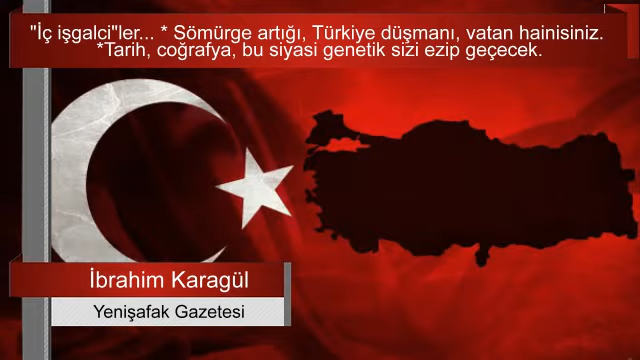 "İç işgalci"ler... * Sömürge artığı, Türkiye düşmanı, vatan hainisiniz.
*Tarih, coğrafya, bu siyasi genetik sizi ezip geçecek.
İbrahim Karagül
Yenişafak Gazetesi